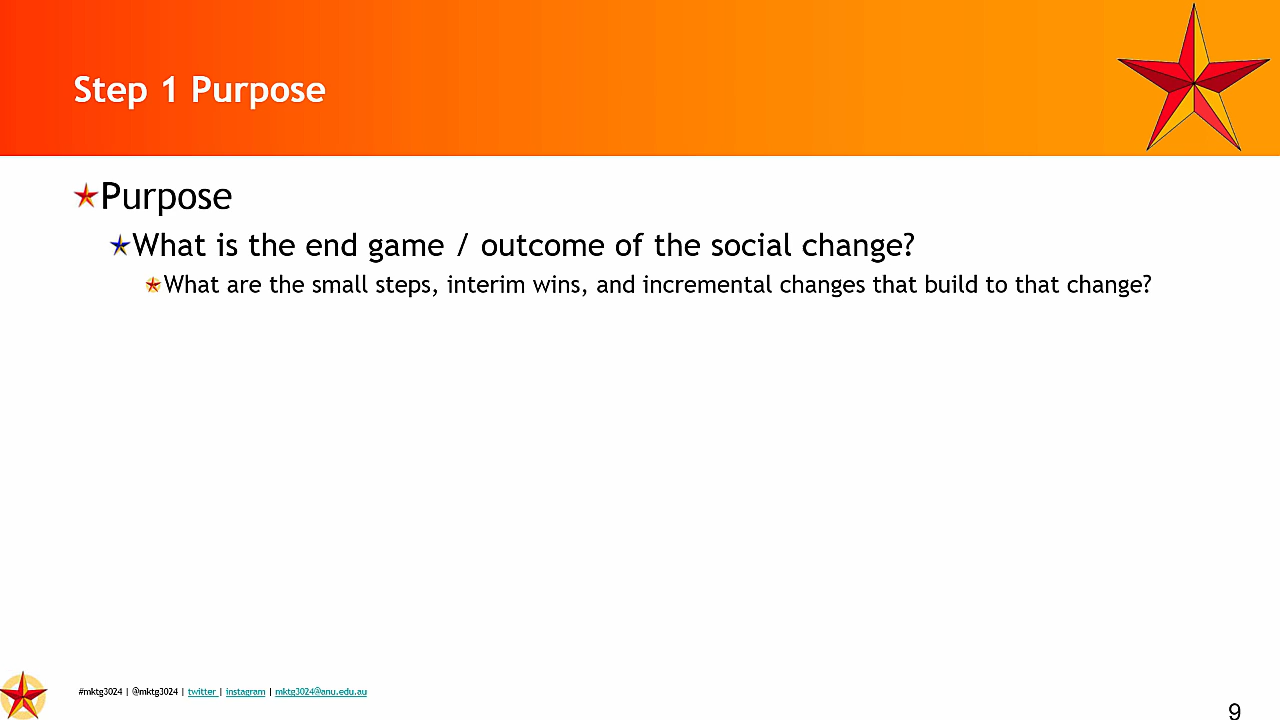 Step 1 Purpose
Purpose
What is the end game / outcome of the social change?
What are the small steps, interim wins, and incremental changes that build to that change?
#mktg3024 | @mktg3024 | twitter | instagram | mktg3024@anu.edu.au
9